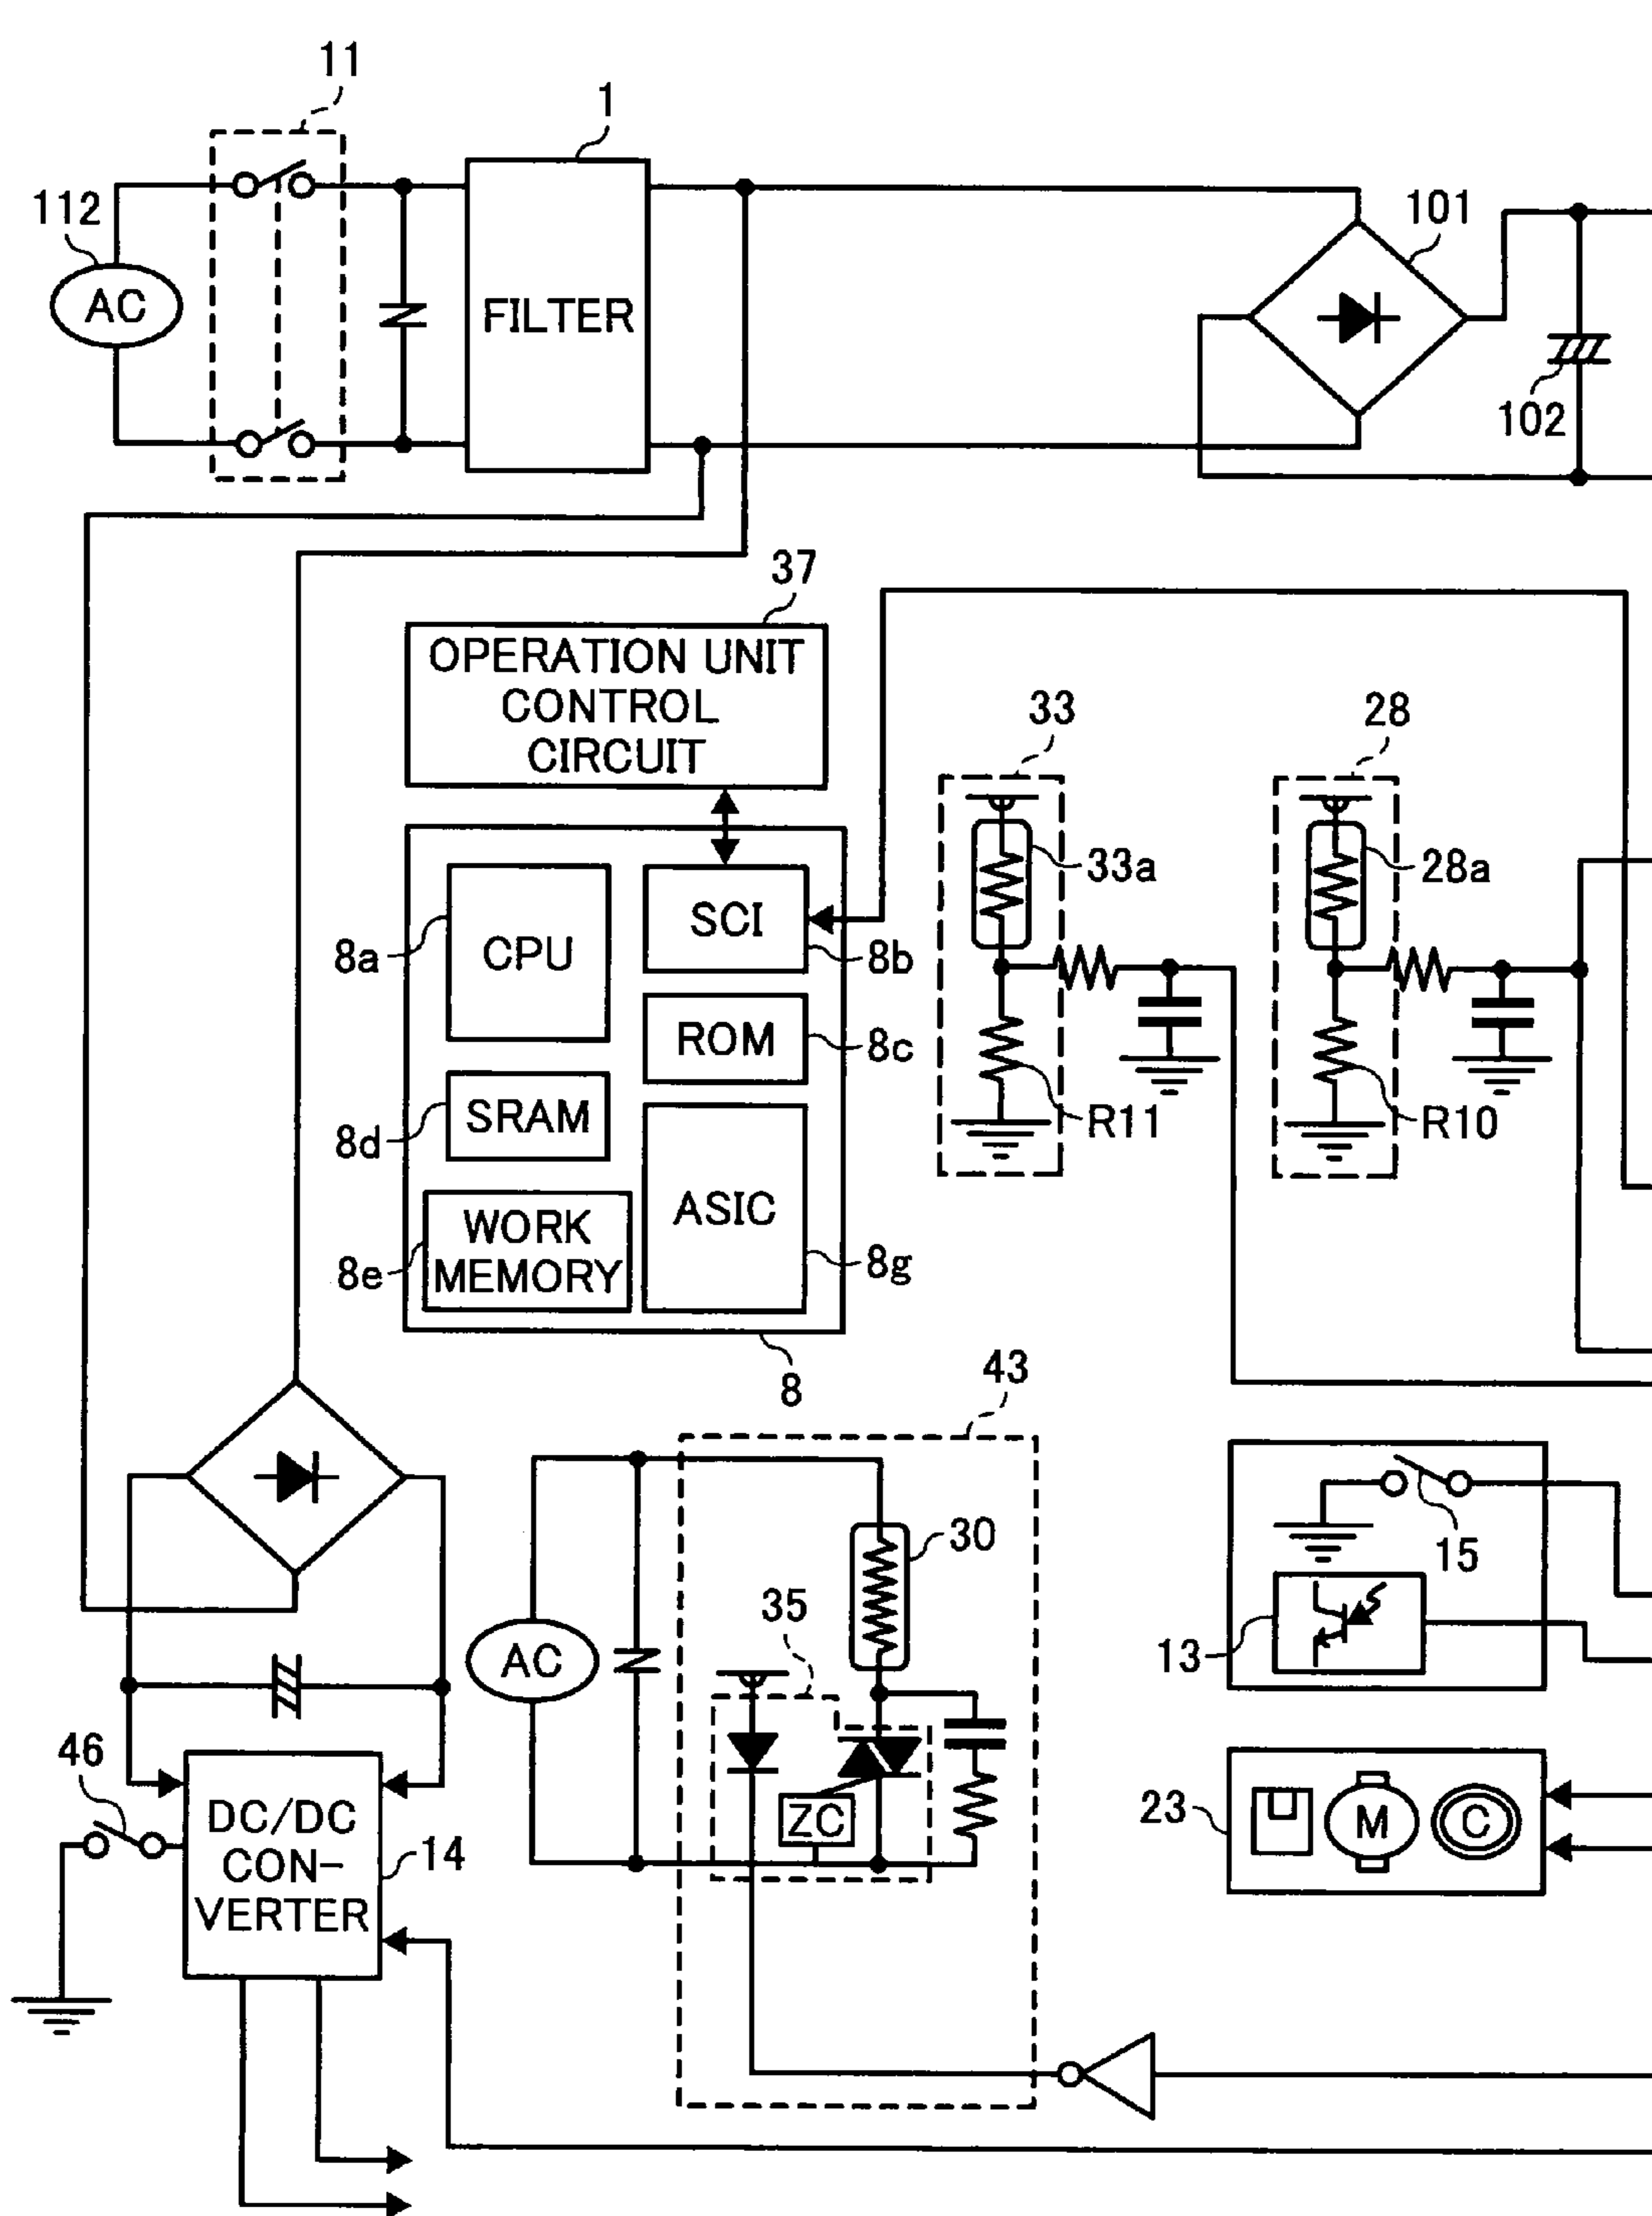 11
1
112
101
AC
FILTER
102
37
OPERATION UNIT
CONTROL
CIRCUIT
33
28
33a
28a
8a
CPU
SCI
8b
ROM
8c
8d
SRAM
R11
R10
8e
WORK
MEMORY
ASIC
8g
8
43
30
15
35
AC
13
46
ZC
23
M
C
DC/DC
CON-
VERTER
14